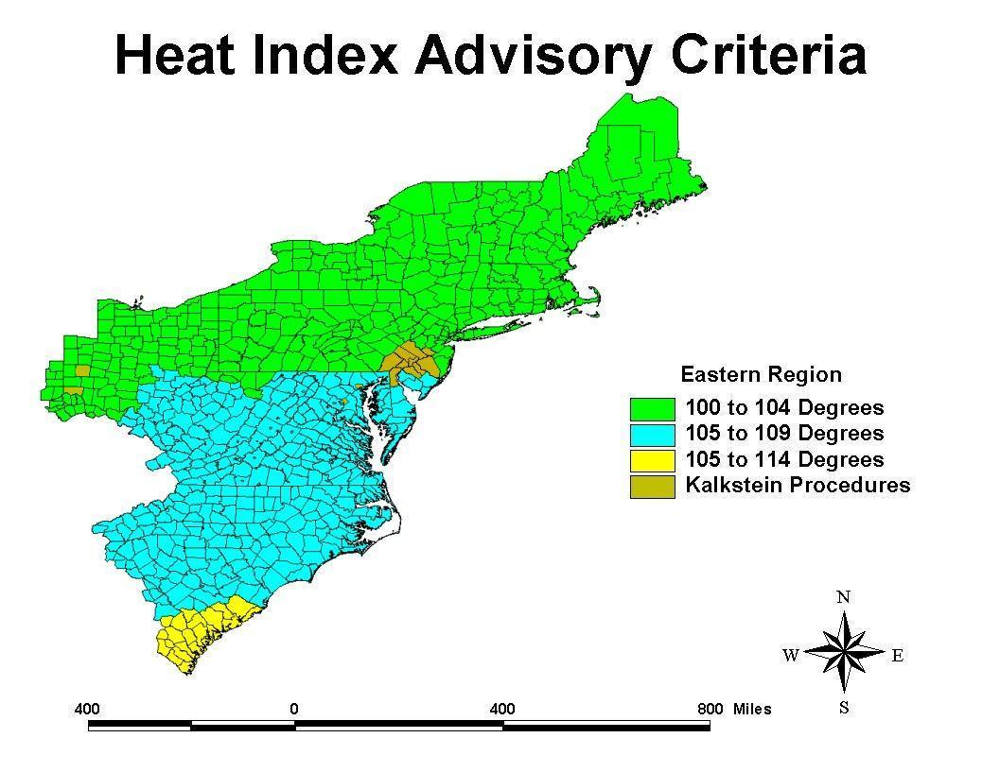 Heat Index Advisory Criteria
Eastern Region
100 to 104 Degrees
105 to 109 Degrees
105 to 114 Degrees
Kalkstein Procedures
N
W E
S
400 0 400 800 Miles